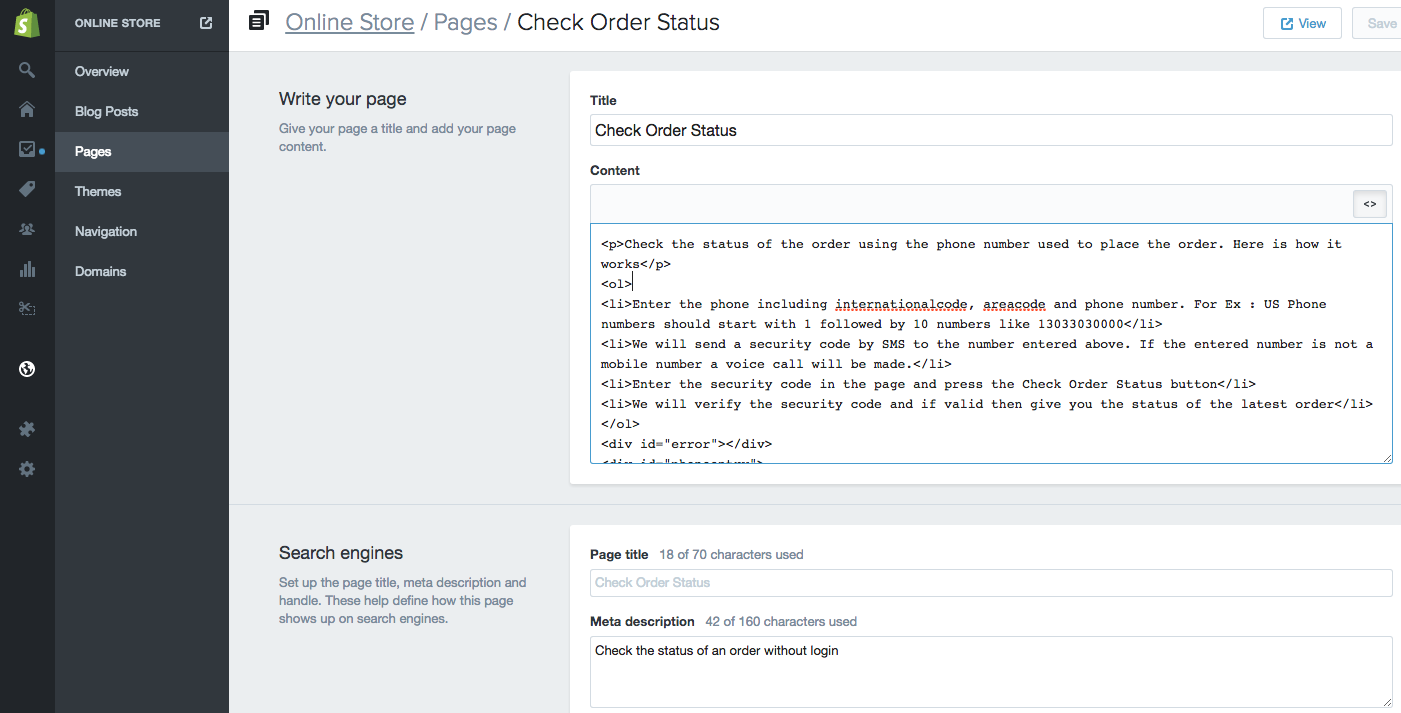 ONLINE STORE
Overview
Blog Posts
Pages
Themes
Navigation
Domains
Online Store / Pages / Check Order Status
View
Save
Write your page
Give your page a title and add your page
content.
Title
Check Order Status
Content
<>
<p>Check the status of the order using the phone number used to place the order. Here is how it
works</p>
<ol>
<li>Enter the phone including internationalcode, areacode and phone number. For Ex : US Phone
numbers should start with 1 followed by 10 numbers like 13033030000</li>
<li>We will send a security code by SMS to the number entered above. If the entered number is not a
mobile number a voice call will be made.</li>
<li>Enter the security code in the page and press the Check Order Status button</li>
<li>We will verify the security code and if valid then give you the status of the latest order</li>
</ol>
<div id="error"></div>
Search engines
Set up the page title, meta description and
handle. These help define how this page
shows up on search engines.
Page title 18 of 70 characters used
Check Order Status
Meta description 42 of 160 characters used
Check the status of an order without login